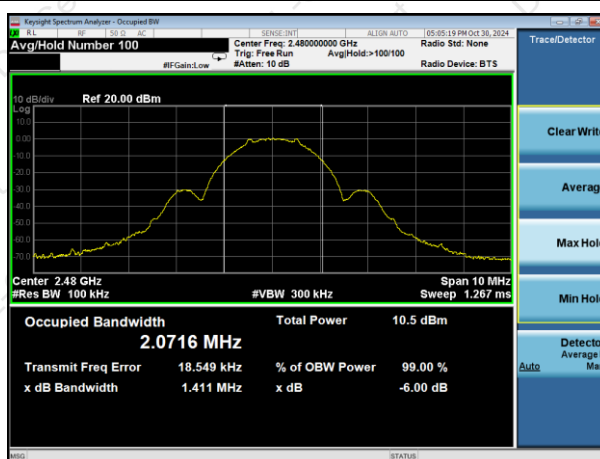 Keysight Spectrum Analyzer - Occupied BW
RL RF 50 Ω AC SENSE:INT ALIGN AUTO 05:05:19 PM Oct 30, 2024
Avg/Hold Number 100
Center Freq: 2.480000000 GHz Radio Std: None
Trig: Free Run Avg|Hold:>100/100
#IFGain:Low #Atten: 10 dB Radio Device: BTS
Trace/Detector
10 dB/div Ref 20.00 dBm
Log
10.0
0.00
-10.0
-20.0
-30.0
-40.0
-50.0
-60.0
-70.0
Center 2.48 GHz Span 10 MHz
#Res BW 100 kHz #VBW 300 kHz Sweep 1.267 ms
Occupied Bandwidth Total Power 10.5 dBm
2.0716 MHz
Transmit Freq Error 18.549 kHz % of OBW Power 99.00 %
x dB Bandwidth 1.411 MHz x dB -6.00 dB
Clear Write
Averag
Max Hold
Min Hold
Detecto
Average
Auto Ma
MSG STATUS